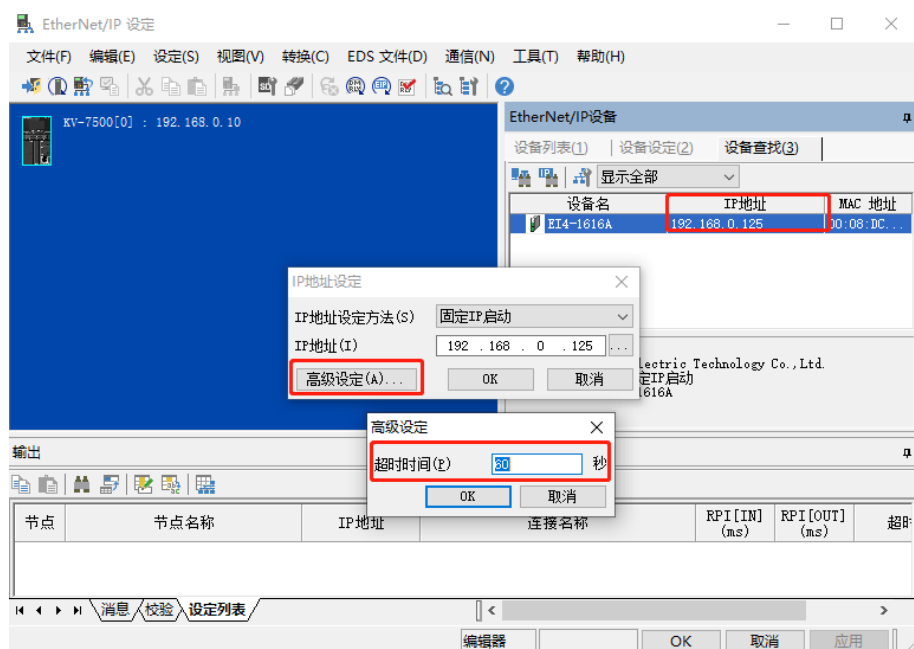 EtherNet/IP 设定
文件(F) 编辑(E) 设定(S) 视图(V) 转换(C) EDS 文件(D) 通信(N) 工具(T) 帮助(H)
KV-7500[0] : 192.168.0.10
EtherNet/IP设备
设备列表(1) 设备设定(2) 设备查找(3)
显示全部
设备名 IP地址 MAC 地址
EI4-1616A 192.168.0.125 00:08:DC...
IP地址设定
IP地址设定方法(S) 固定IP启动
IP地址(I) 192 . 168 . 0 . 125 ...
高级设定(A)... OK 取消
lectric Technology Co.,Ltd.
定IP启动
1616A
高级设定
超时时间(P) 60 秒
OK 取消
输出
节点 节点名称 IP地址 连接名称 RPI[IN] (ms) RPI[OUT] (ms) 超时
消息 校验 设定列表
编辑器 OK 取消 应用